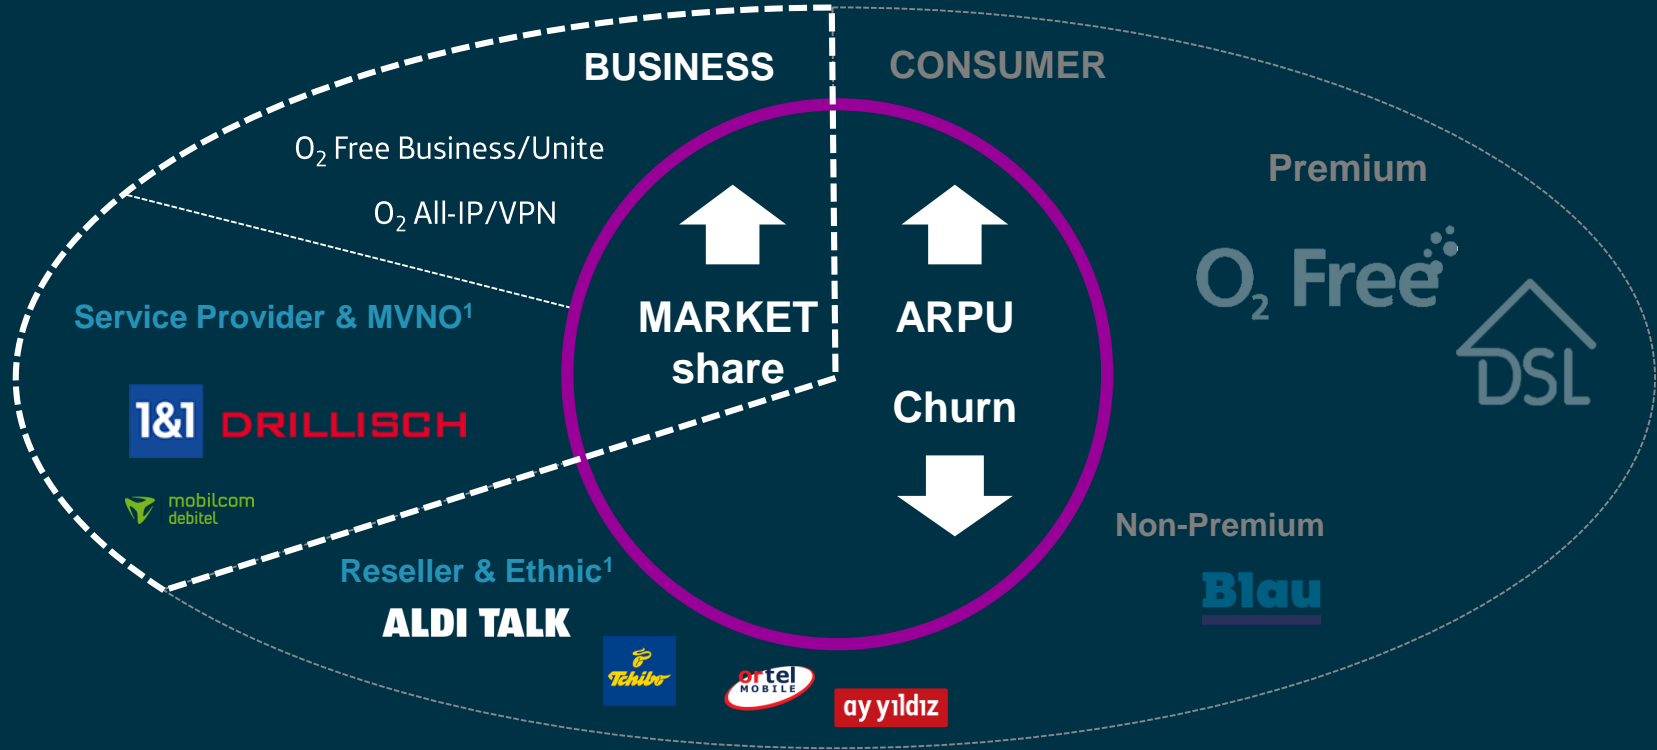 BUSINESS
CONSUMER
O₂ Free Business/Unite
O₂ All-IP/VPN
Service Provider & MVNO¹
1&1 DRILLISCH
mobilcom
debitel
MARKET
share
ARPU
Churn
Premium
O₂ Free
DSL
Non-Premium
Blau
Reseller & Ethnic¹
ALDI TALK
Tchibo
ortel
MOBILE
ay yıldız